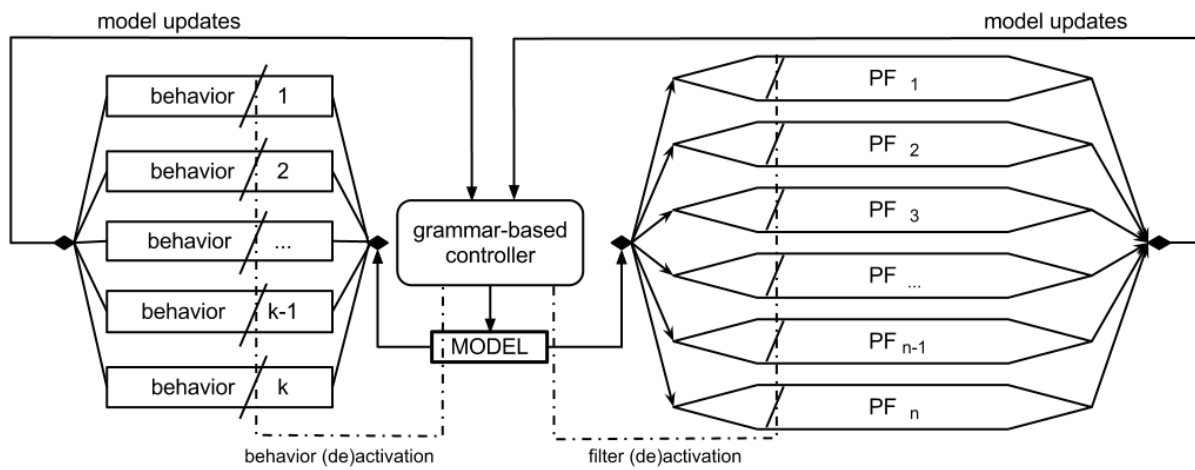 model updates
model updates
behavior 1
behavior 2
behavior ...
behavior k-1
behavior k
grammar-based
controller
MODEL
PF 1
PF 2
PF 3
PF ...
PF n-1
PF n
behavior (de)activation
filter (de)activation